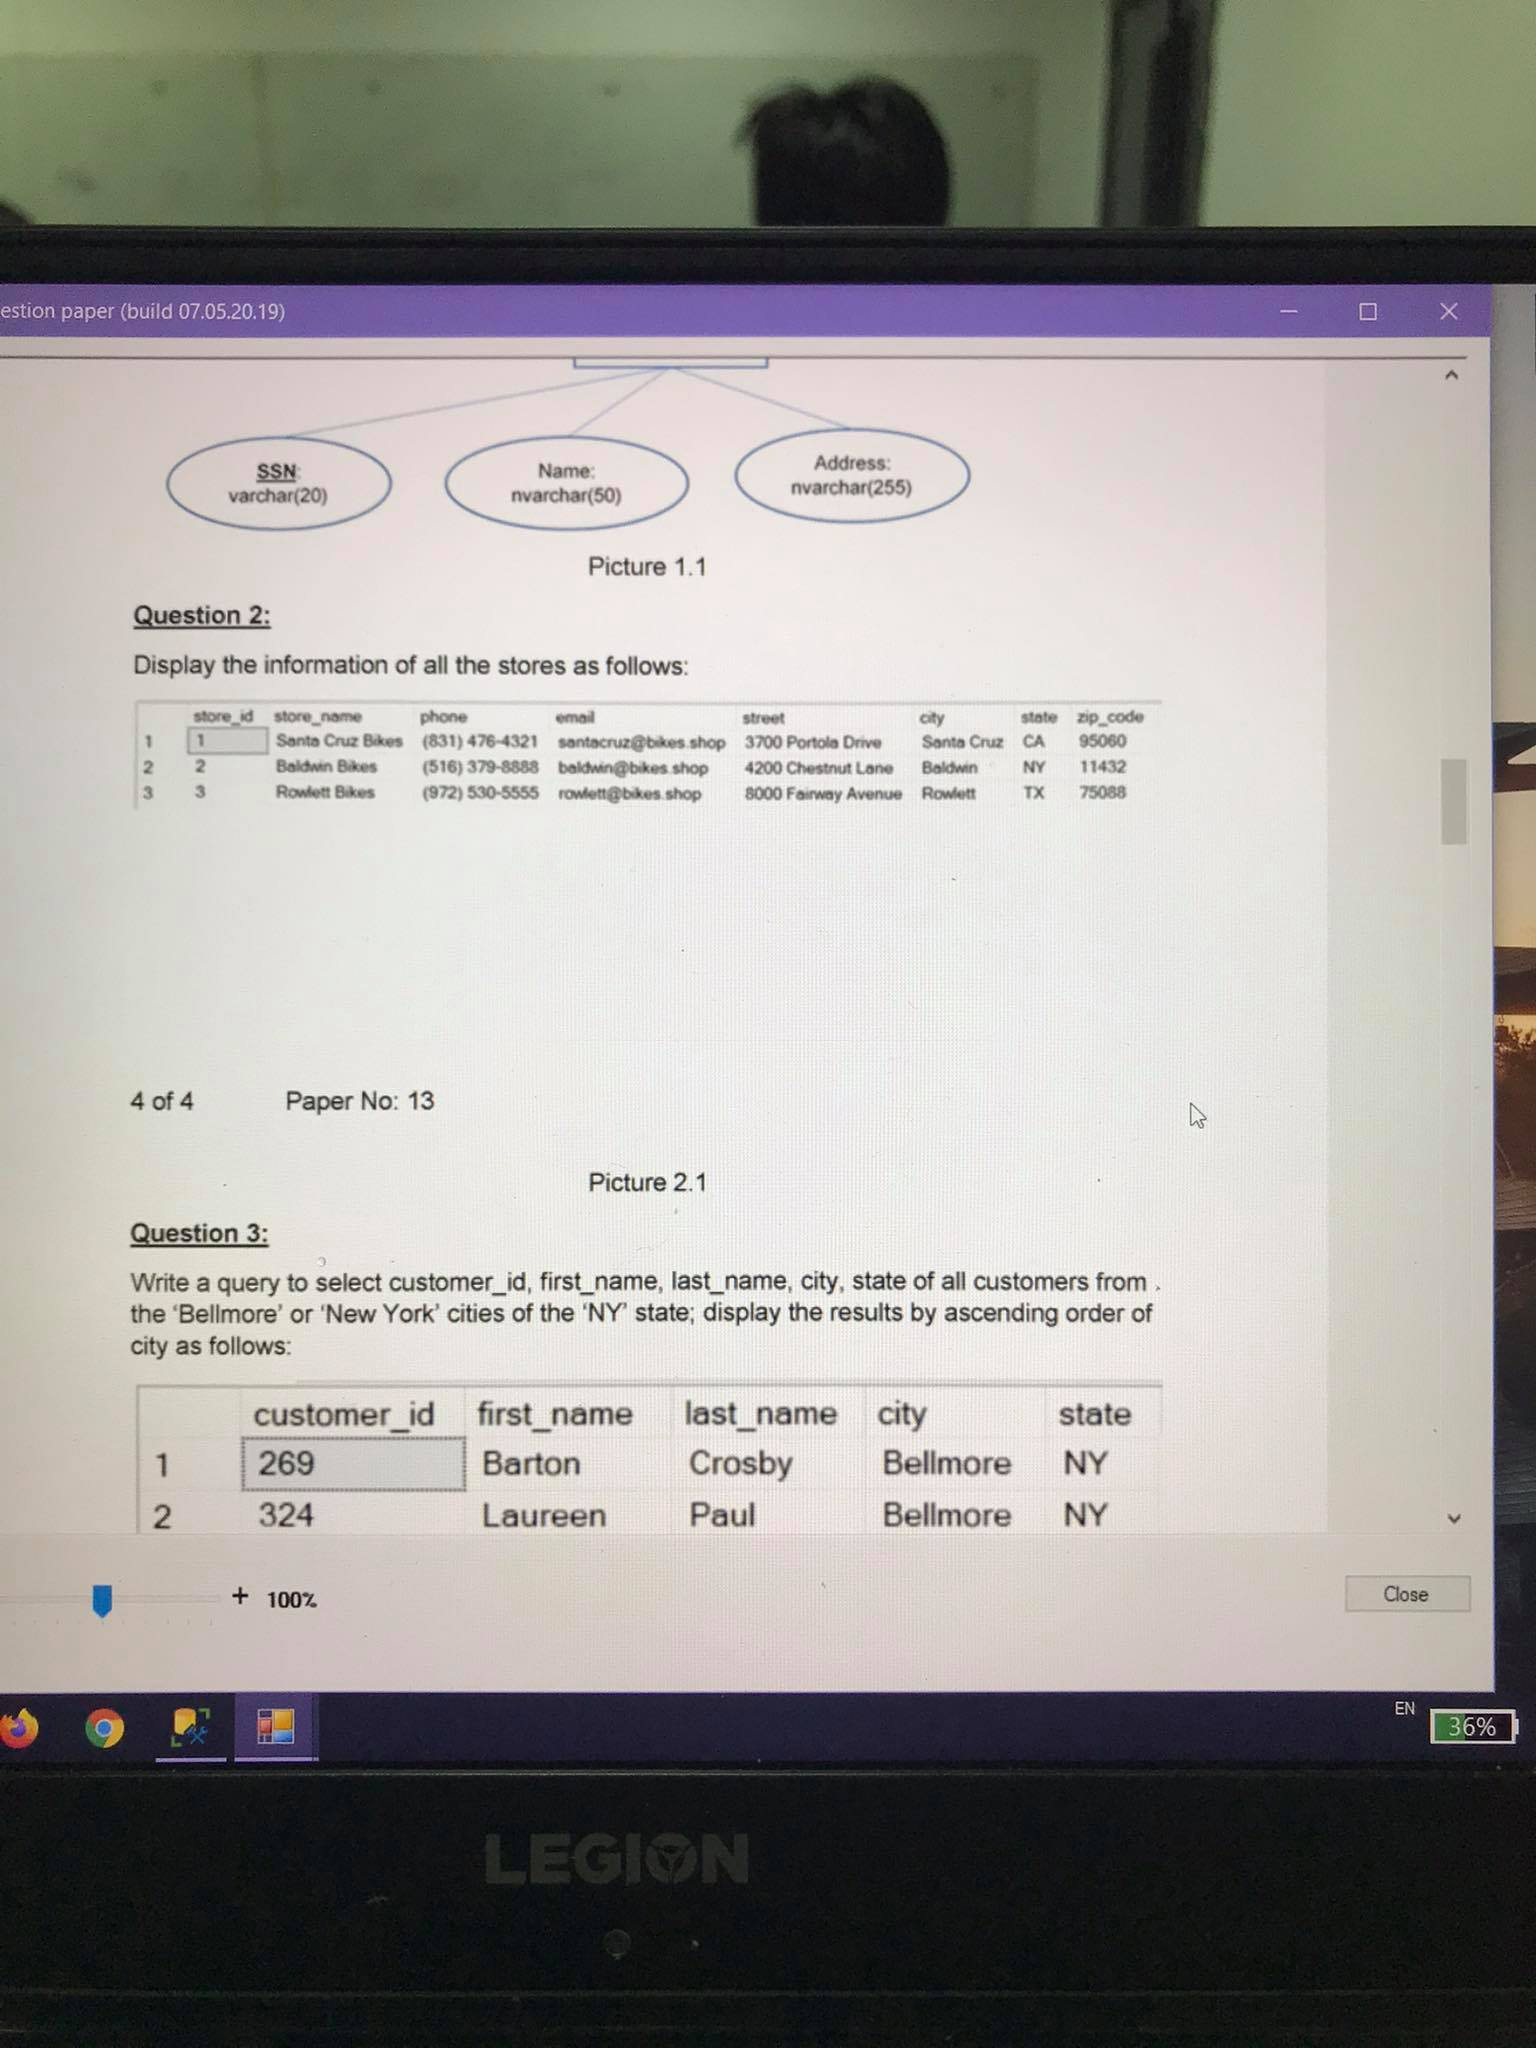 estion paper (build 07.05.20.19)
SSN:
varchar(20)
Name:
nvarchar(50)
Address:
nvarchar(255)
Picture 1.1
Question 2:
Display the information of all the stores as follows:
store_id store_name phone email street city state zip_code
1 1 Santa Cruz Bikes (831) 476-4321 santacruz@bikes.shop 3700 Portola Drive Santa Cruz CA 95060
2 2 Baldwin Bikes (516) 379-8888 baldwin@bikes.shop 4200 Chestnut Lane Baldwin NY 11432
3 3 Rowlett Bikes (972) 530-5555 rowlett@bikes.shop 8000 Fairway Avenue Rowlett TX 75088
4 of 4 Paper No: 13
Picture 2.1
Question 3:
Write a query to select customer_id, first_name, last_name, city, state of all customers from
the ‘Bellmore’ or ‘New York’ cities of the ‘NY’ state; display the results by ascending order of
city as follows:
customer_id first_name last_name city state
1 269 Barton Crosby Bellmore NY
2 324 Laureen Paul Bellmore NY
+ 100%
Close
EN
36%
LEGION